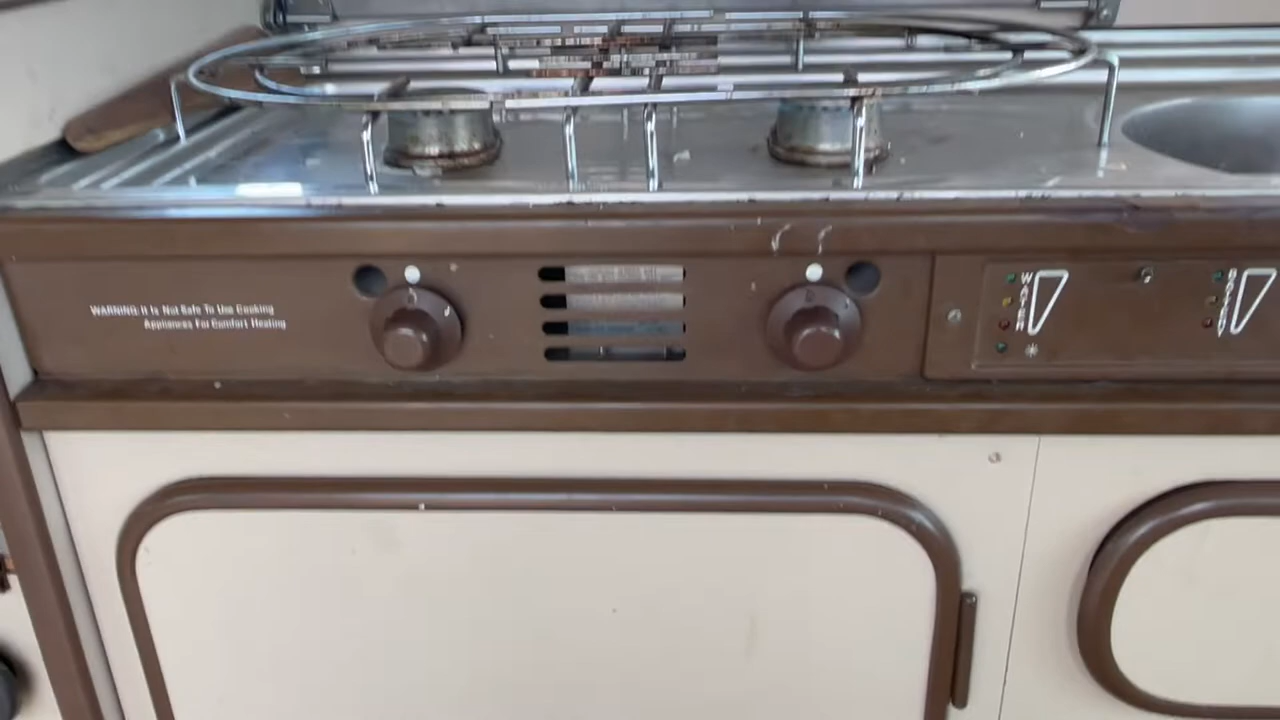 WARNING: It Is Not Safe To Use Cooking
Appliances For Comfort Heating
WATER